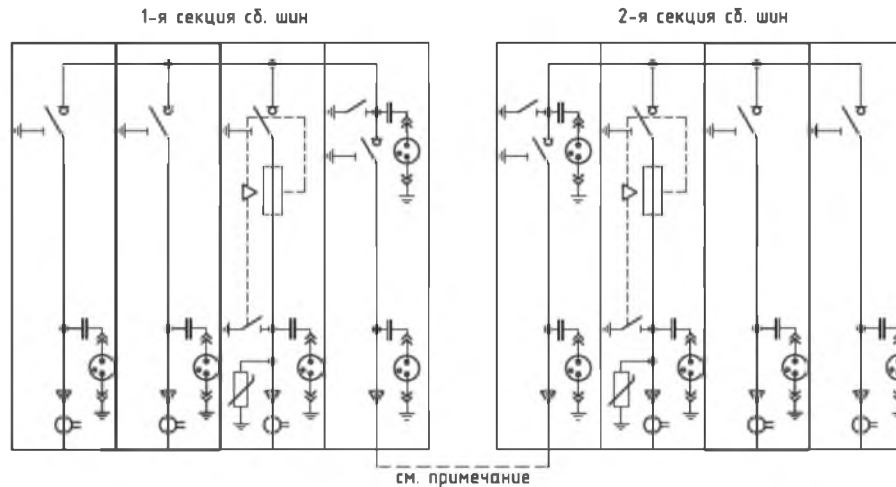 1-я секция сб. шин
2-я секция сб. шин
см. примечание